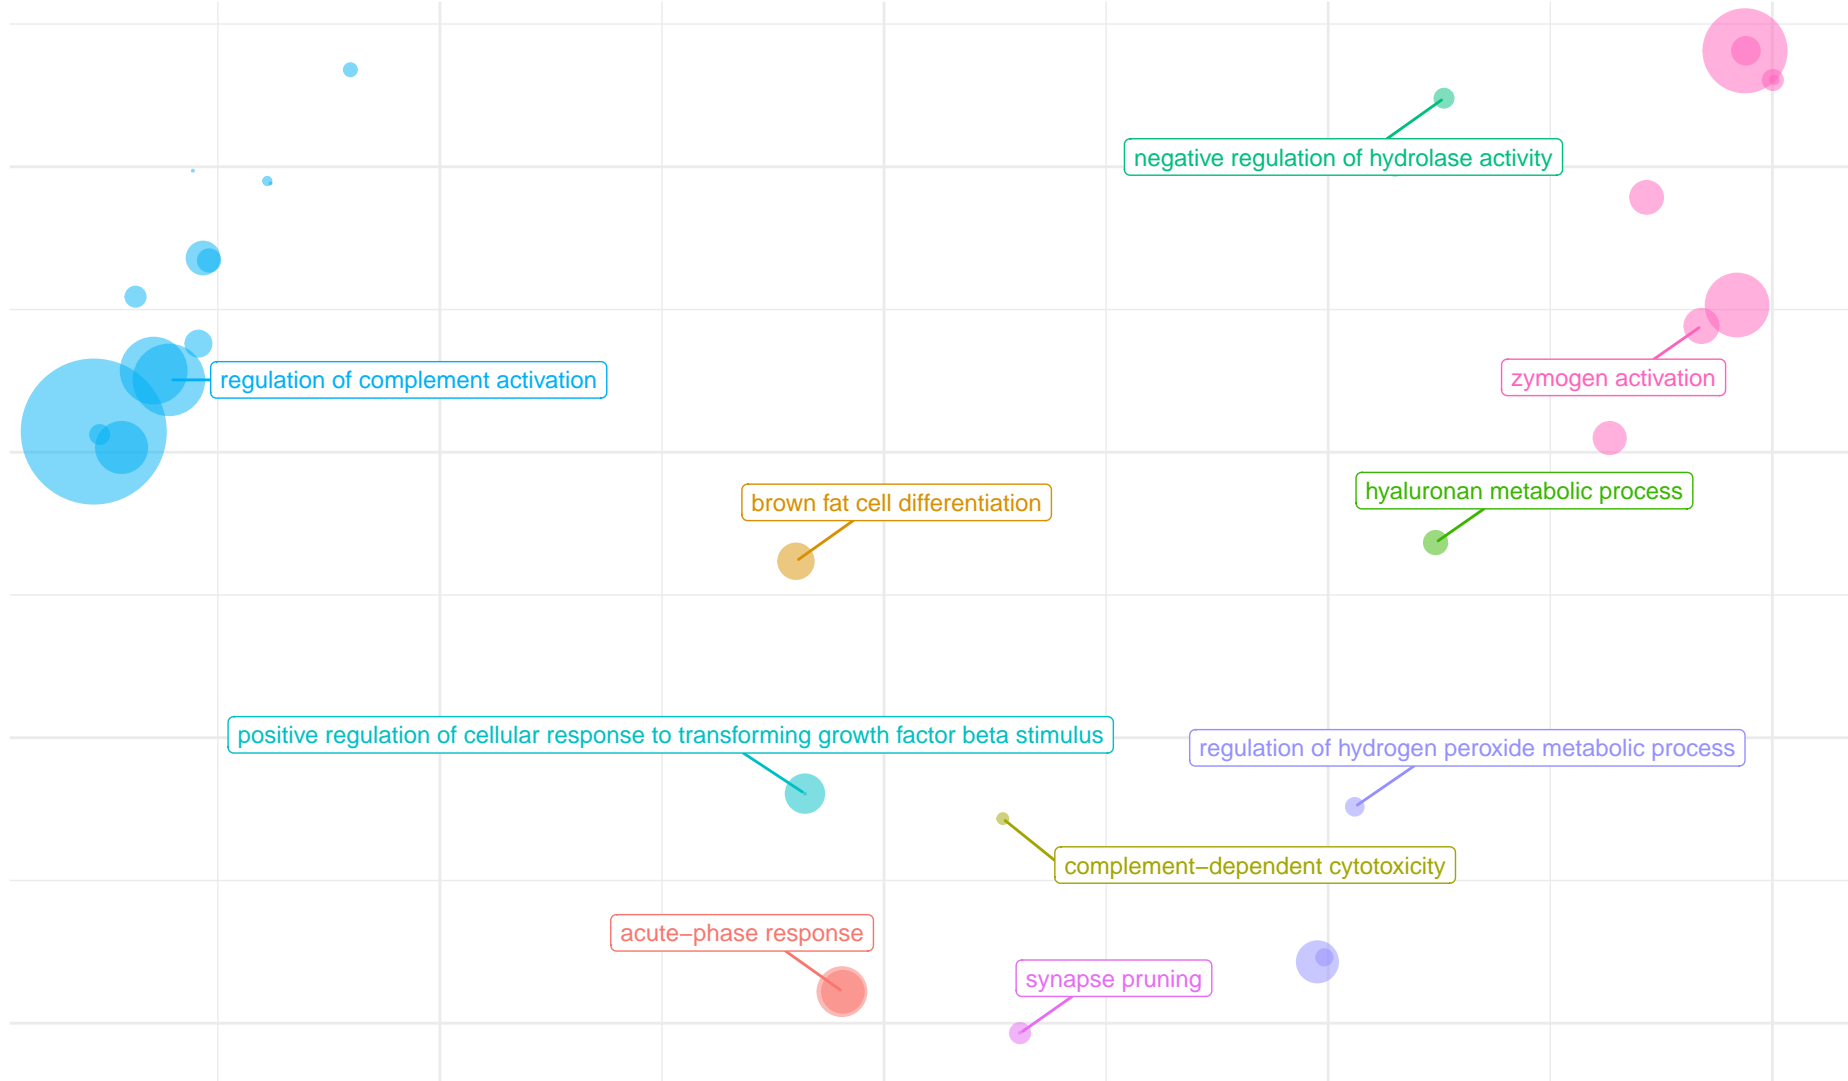 negative regulation of hydrolase activity
regulation of complement activation
zymogen activation
brown fat cell differentiation
hyaluronan metabolic process
positive regulation of cellular response to transforming growth factor beta stimulus
regulation of hydrogen peroxide metabolic process
complement−dependent cytotoxicity
acute−phase response
synapse pruning